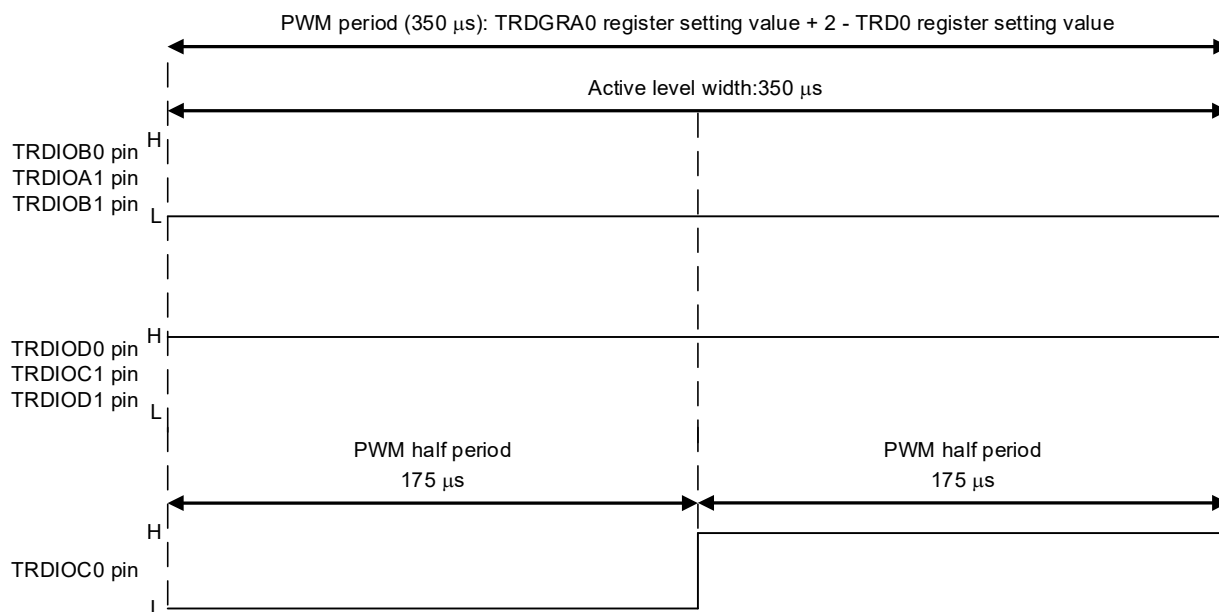 PWM period (350 μs): TRDGRA0 register setting value + 2 - TRD0 register setting value
Active level width:350 μs
H
TRDIOB0 pin
TRDIOA1 pin
TRDIOB1 pin
L
H
TRDIOD0 pin
TRDIOC1 pin
TRDIOD1 pin
L
PWM half period
175 μs
PWM half period
175 μs
H
TRDIOC0 pin
L